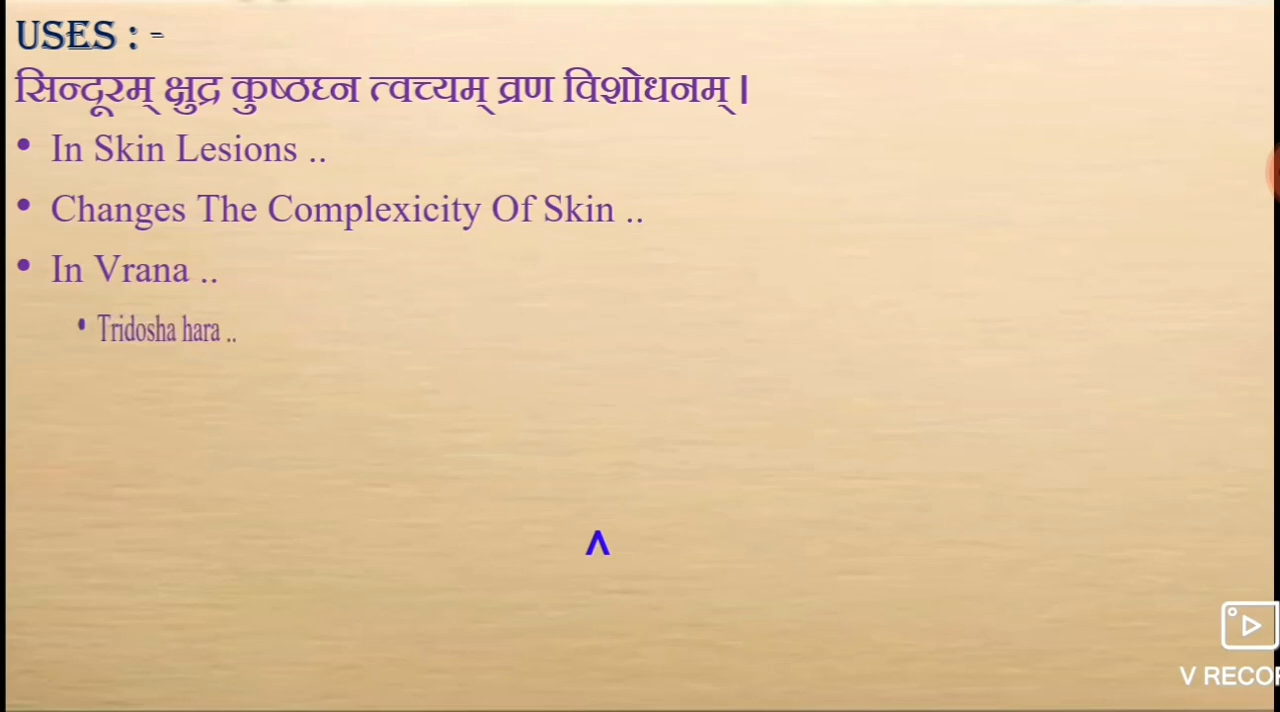 USES : -
सिन्दूरम् क्षुद्र कुष्ठघ्न त्वच्यम् व्रण विशोधनम् ।
• In Skin Lesions ..
• Changes The Complexicity Of Skin ..
• In Vrana ..
• Tridosha hara ..
^
V RECOR